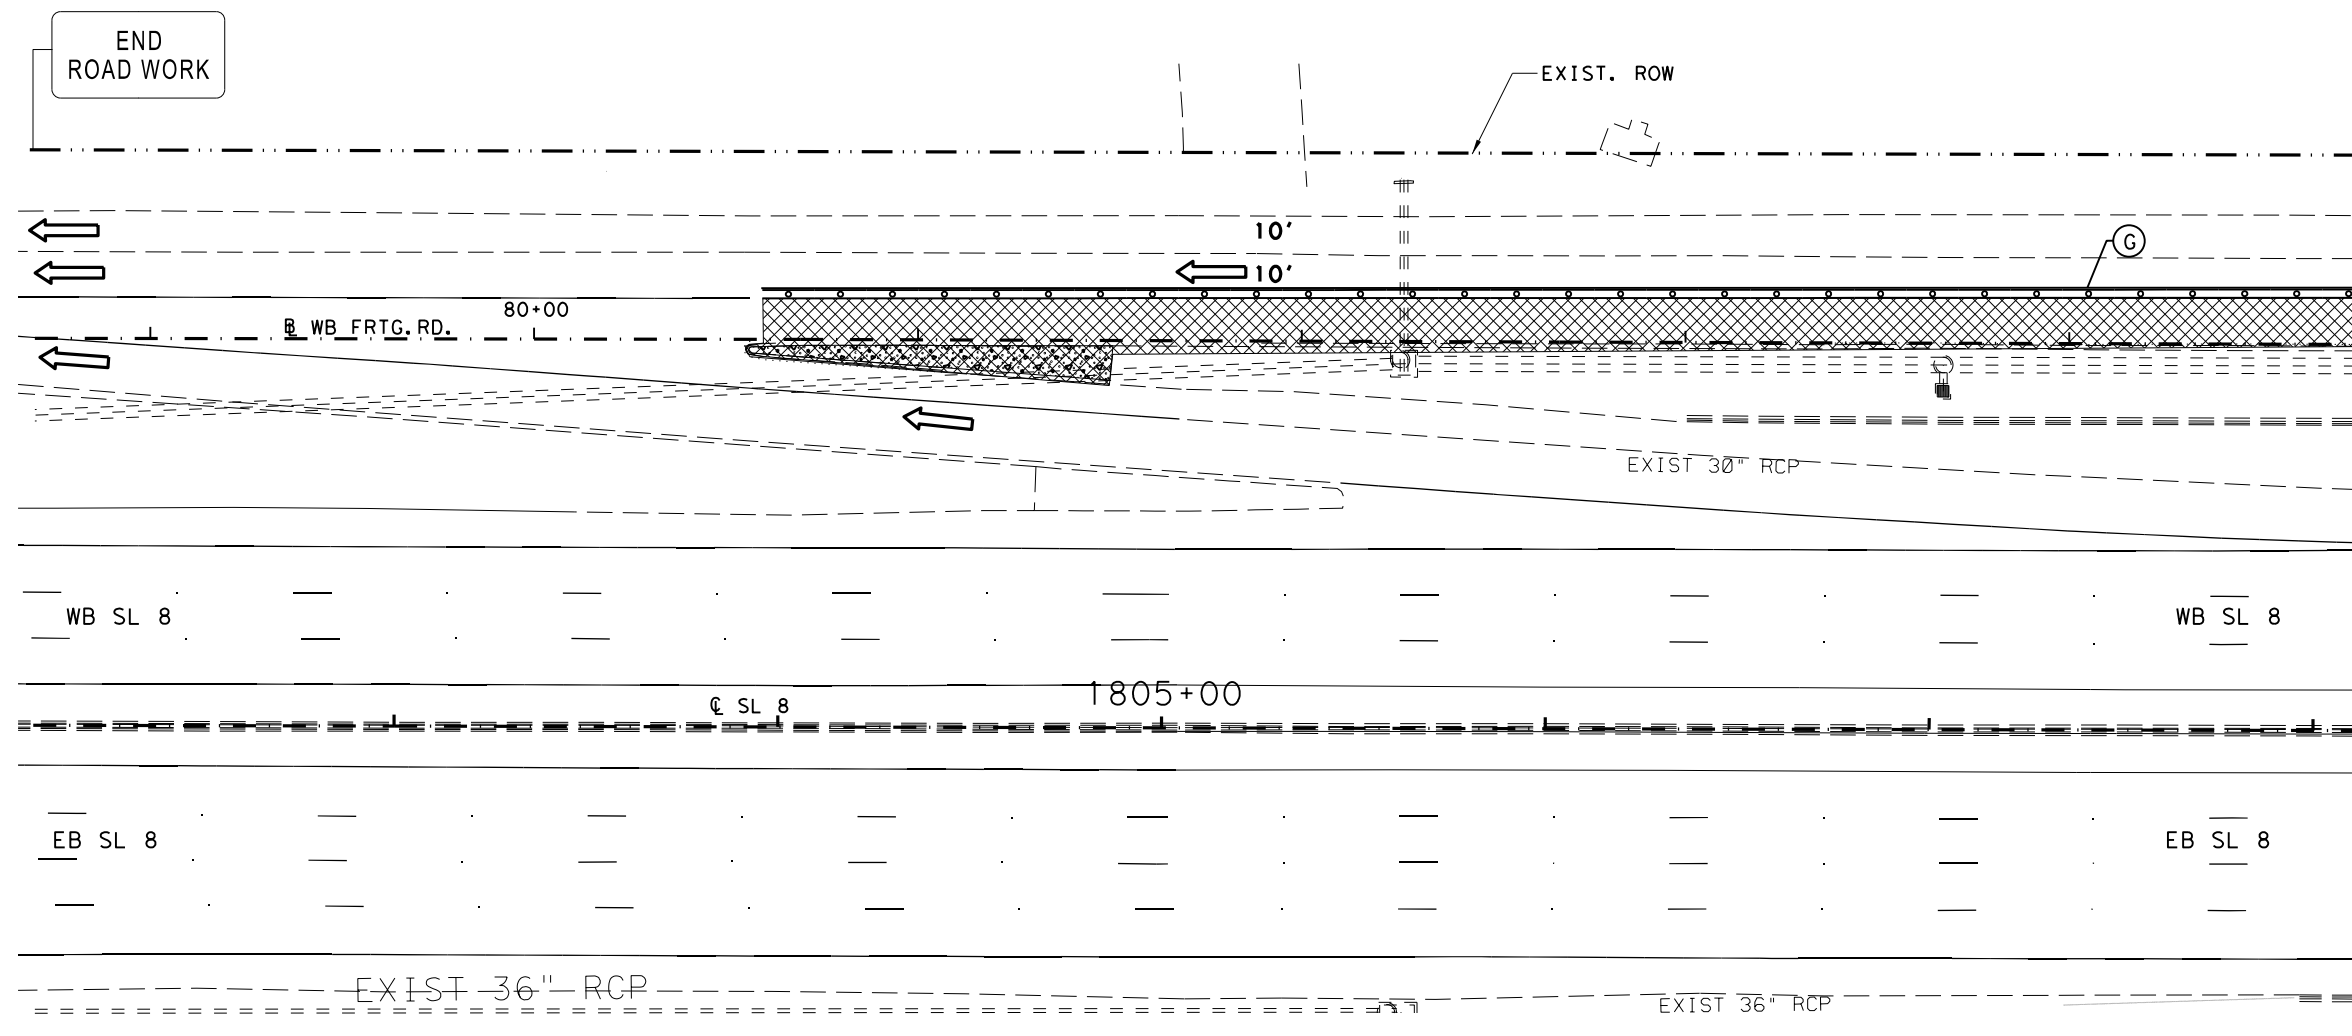 END
ROAD WORK
EXIST. ROW
10'
G
10'
80+00
℄ WB FRTG.RD.
EXIST 30" RCP
WB SL 8
WB SL 8
1805+00
℄ SL 8
EB SL 8
EB SL 8
EXIST 36" RCP
EXIST 36" RCP